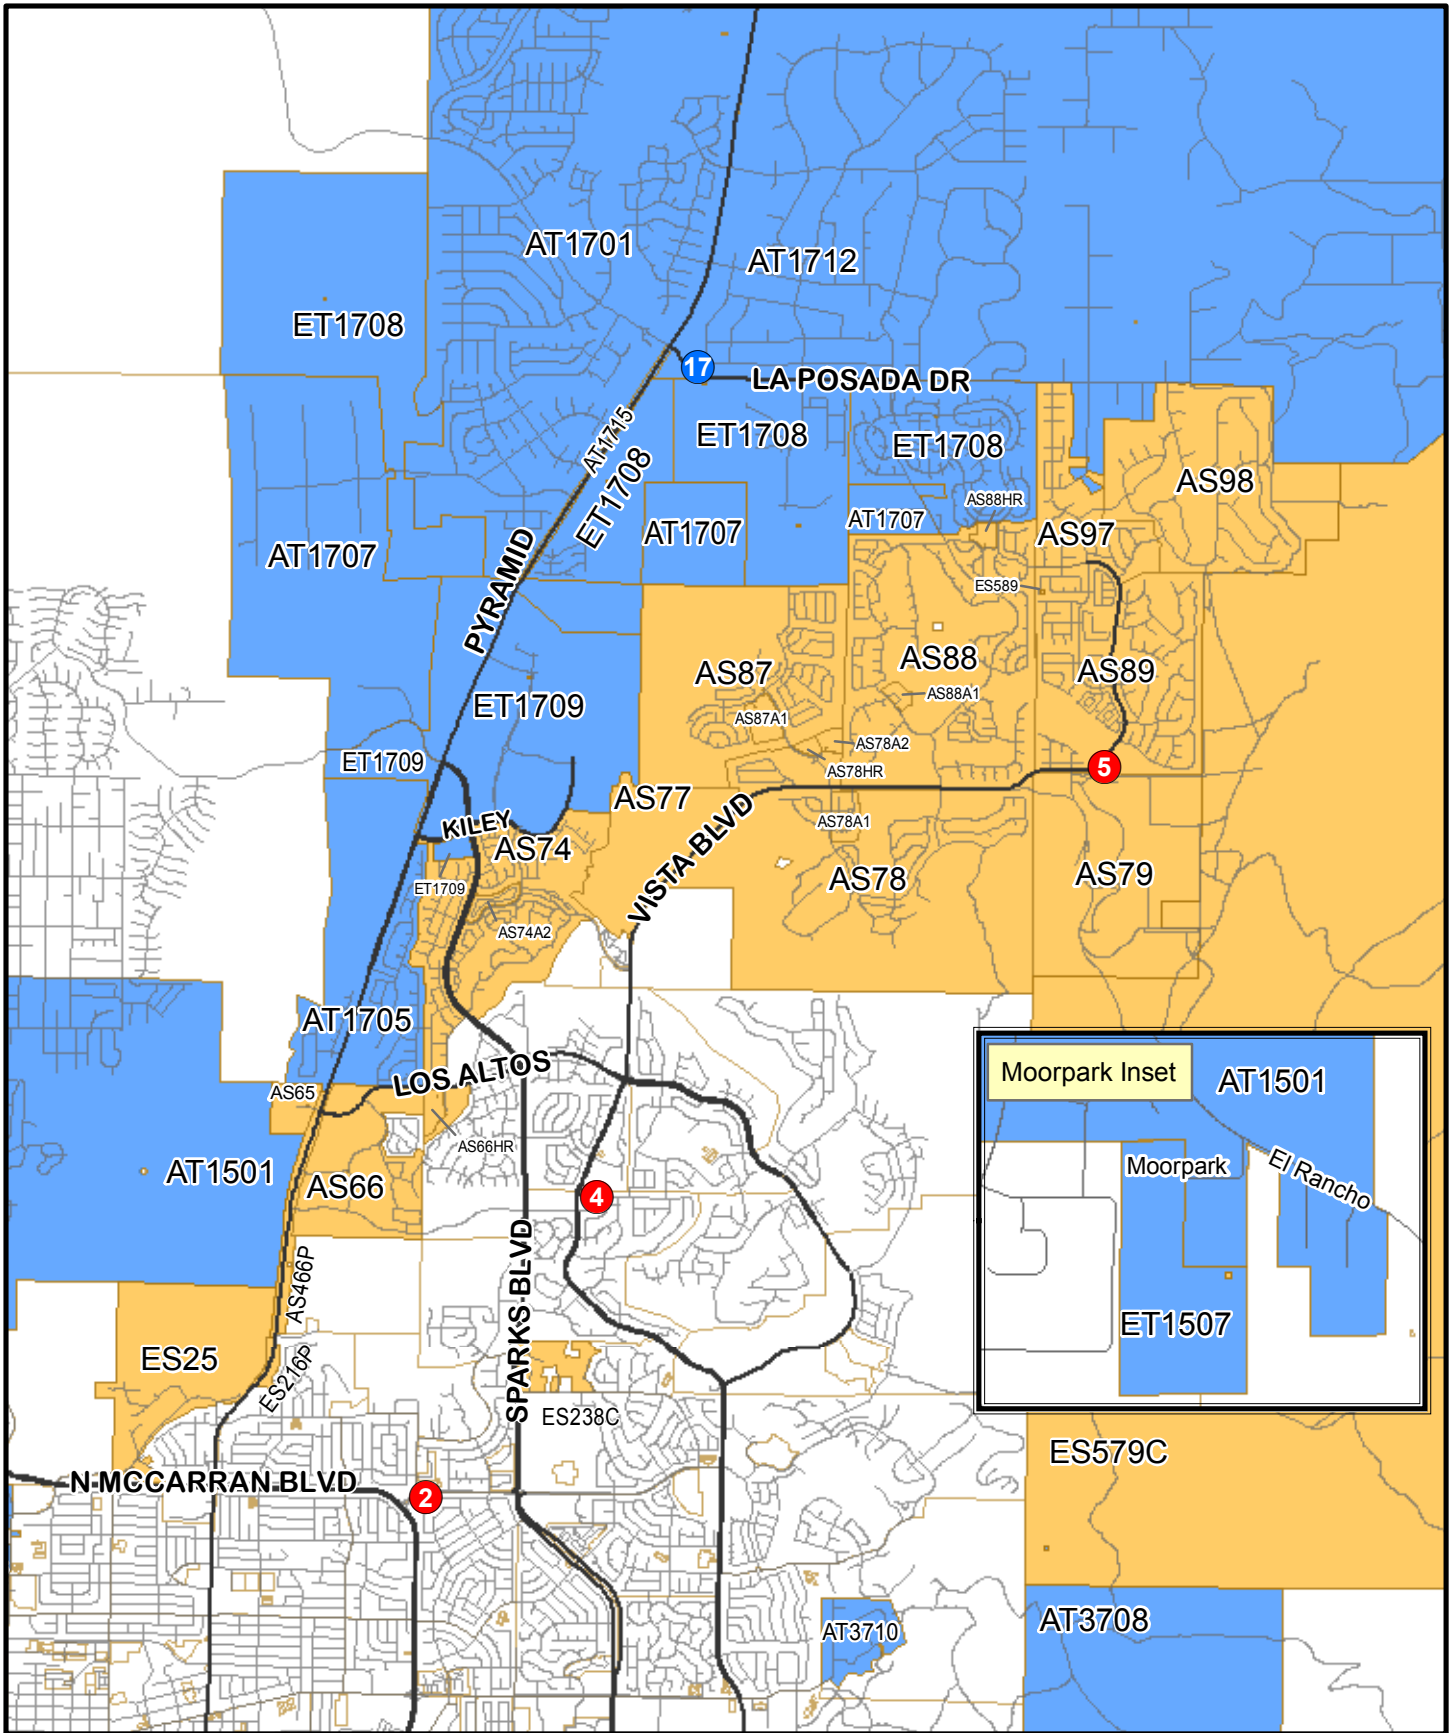 AT1701
AT1712
ET1708
17
LA POSADA DR
AT1715
ET1708
ET1708
ET1708
AS98
AS88HR
AT1707
AT1707
AS97
AT1707
PYRAMID
ES589
AS88
AS87
AS89
AS88A1
ET1709
AS87A1
AS78A2
ET1709
AS78HR
5
AS77
VISTA BLVD
KILEY
AS78A1
AS74
AS78
AS79
ET1709
AS74A2
AT1705
LOS ALTOS
Moorpark Inset
AT1501
AS65
AS66HR
Moorpark
El Rancho
AT1501
AS66
4
SPARKS BLVD
AS466P
ET1507
ES25
ES216P
ES238C
ES579C
N MCCARRAN BLVD
2
AT3710
AT3708